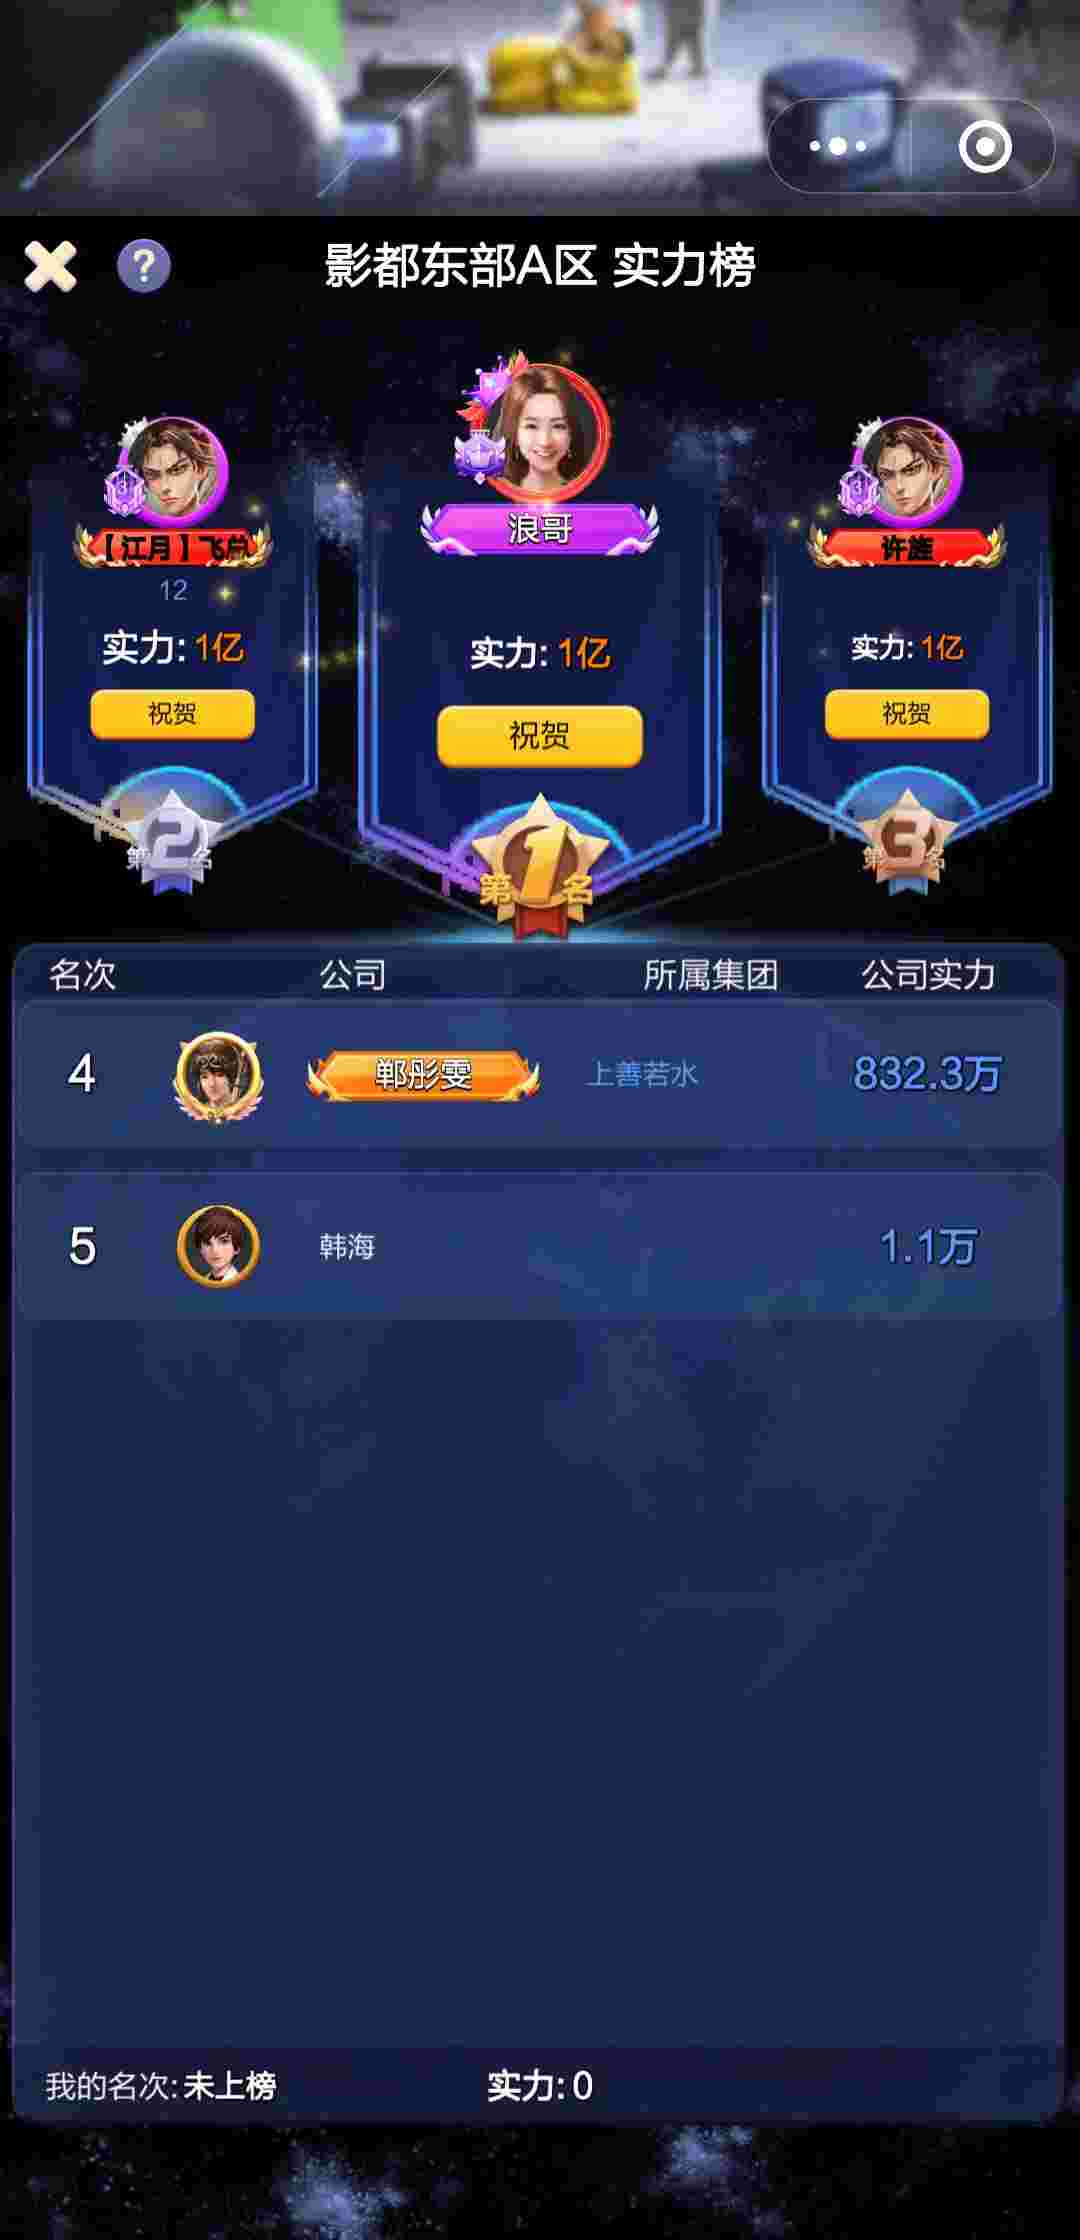 影都东部A区 实力榜
【江月】飞总
12
实力: 1亿
祝贺
第2名
浪哥
实力: 1亿
祝贺
第1名
许旌
实力: 1亿
祝贺
第3名
名次 公司 所属集团 公司实力
4 郸彤雯 上善若水 832.3万
5 韩海 1.1万
我的名次: 未上榜 实力: 0